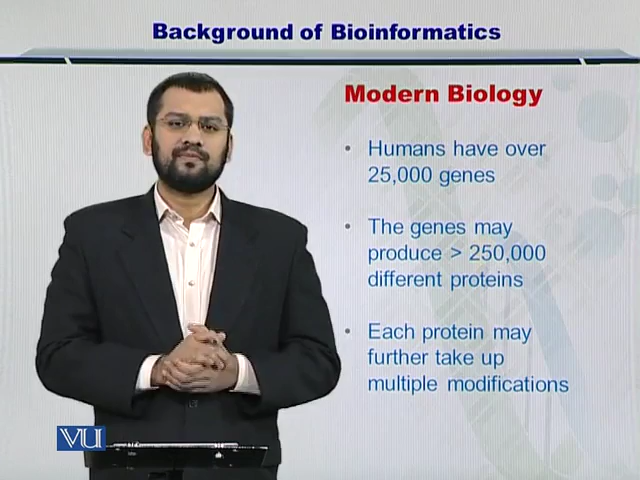 Background of Bioinformatics
Modern Biology
• Humans have over
25,000 genes
• The genes may
produce > 250,000
different proteins
• Each protein may
further take up
multiple modifications
VU